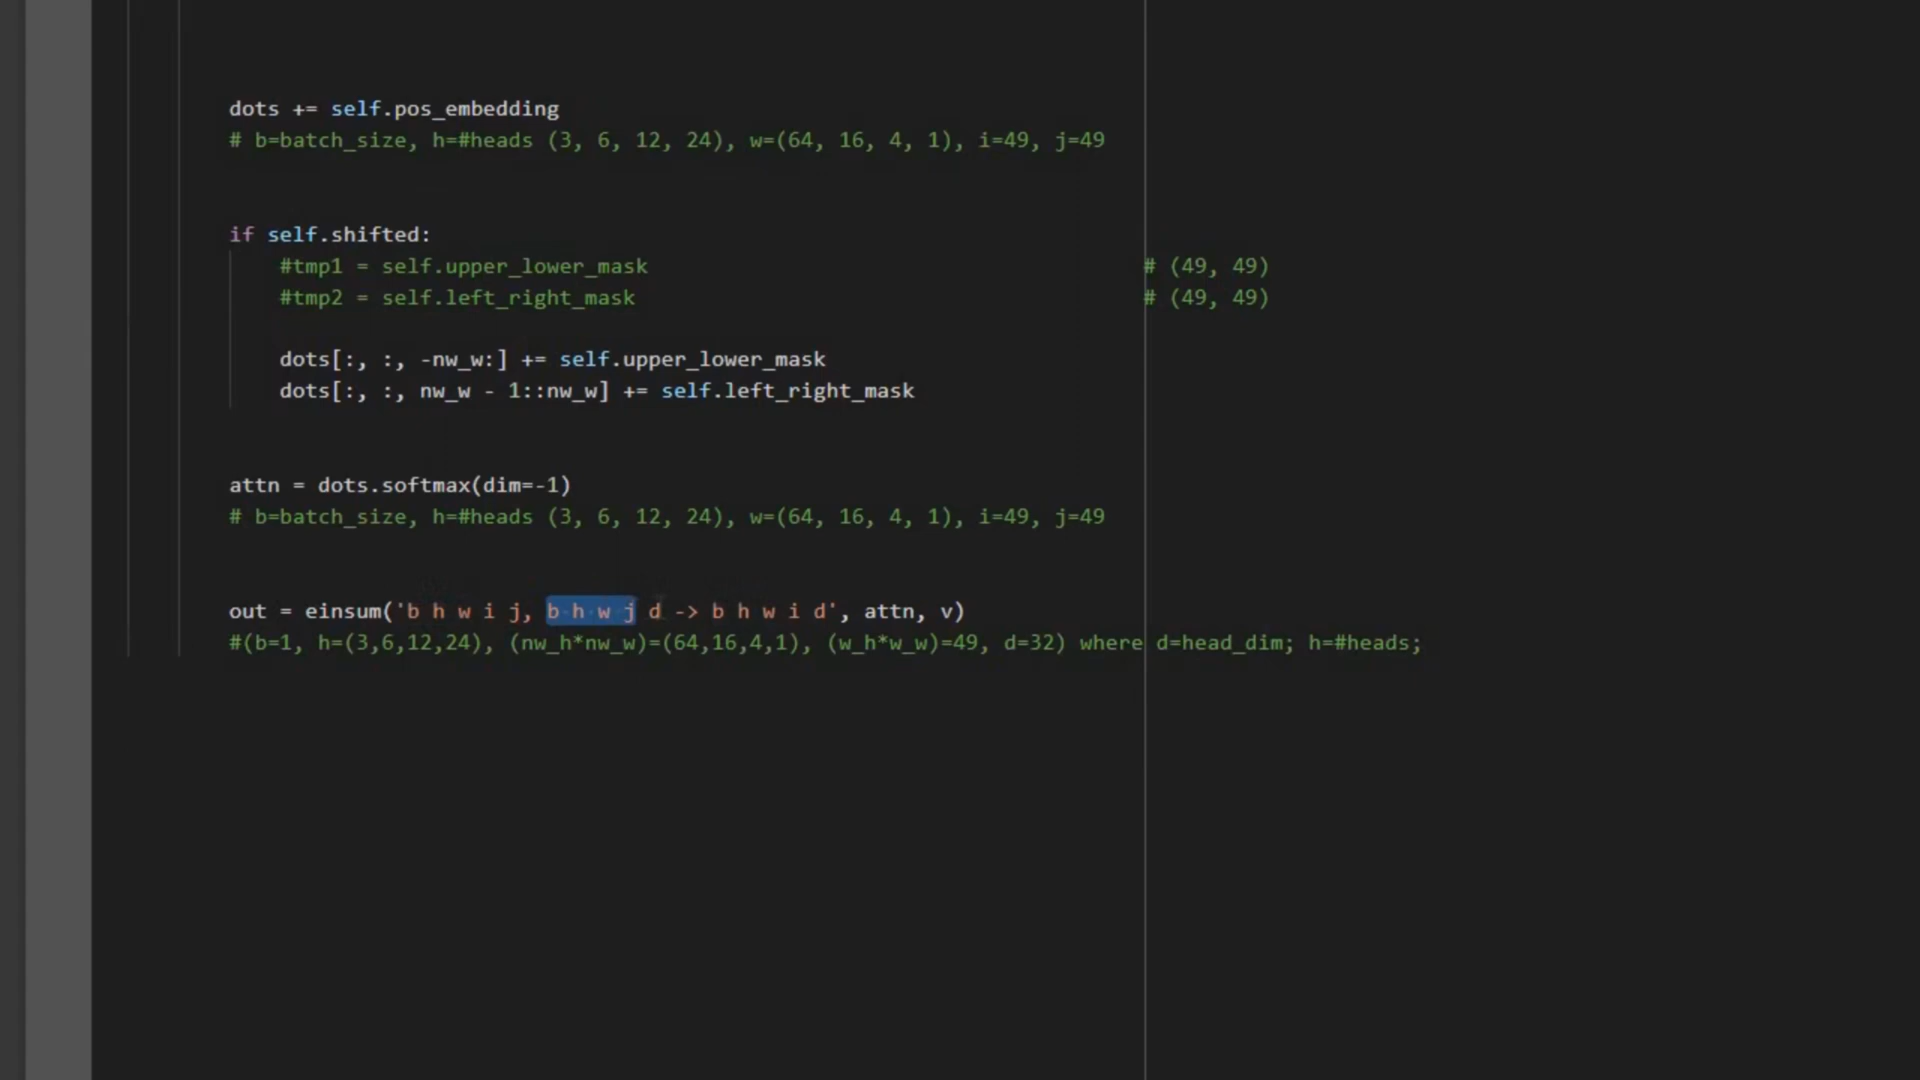 dots += self.pos_embedding
# b=batch_size, h=#heads (3, 6, 12, 24), w=(64, 16, 4, 1), i=49, j=49
if self.shifted:
#tmp1 = self.upper_lower_mask # (49, 49)
#tmp2 = self.left_right_mask # (49, 49)
dots[:, :, -nw_w:] += self.upper_lower_mask
dots[:, :, nw_w - 1::nw_w] += self.left_right_mask
attn = dots.softmax(dim=-1)
# b=batch_size, h=#heads (3, 6, 12, 24), w=(64, 16, 4, 1), i=49, j=49
out = einsum('b h w i j, b h w j d -> b h w i d', attn, v)
#(b=1, h=(3,6,12,24), (nw_h*nw_w)=(64,16,4,1), (w_h*w_w)=49, d=32) where d=head_dim; h=#heads;